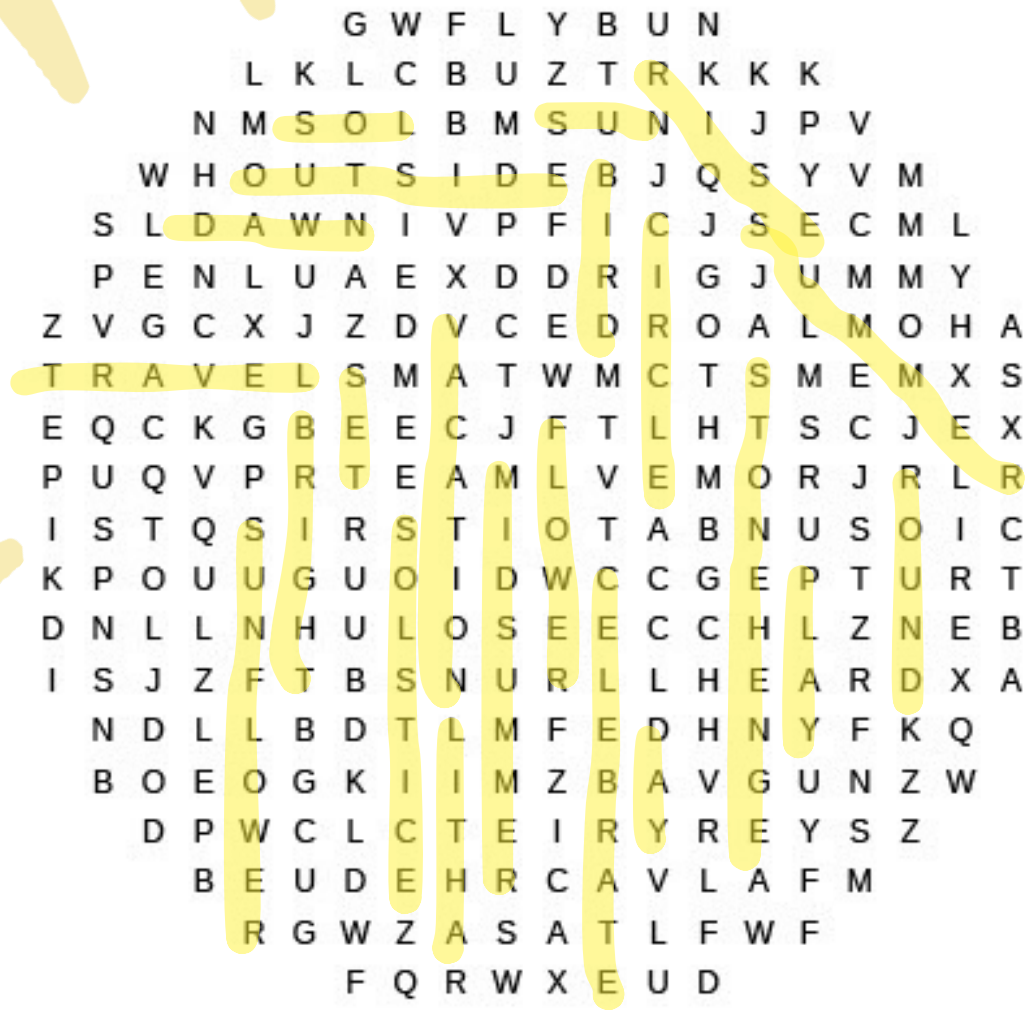 G W F L Y B U N
L K L C B U Z T R K K K
N M S O L B M S U N I J P V
W H O U T S I D E B J Q S Y V M
S L D A W N I V P F I C J S E C M L
P E N L U A E X D D R I G J U M M Y
Z V G C X J Z D V C E D R O A L M O H A
T R A V E L S M A T W M C T S M E M X S
E Q C K G B E E C J F T L H T S C J E X
P U Q V P R T E A M L V E M O R J R L R
I S T Q S I R S T I O T A B N U S O I C
K P O U U G U O I D W C C G E P T U R T
D N L L N H U L O S E E C C H L Z N E B
I S J Z F T B S N U R L L H E A R D X A
N D L L B D T L M F E D H N Y F K Q
B O E O G K I I M Z B A V G U N Z W
D P W C L C T E I R Y R E Y S Z
B E U D E H R C A V L A F M
R G W Z A S A T L F W F
F Q R W X E U D